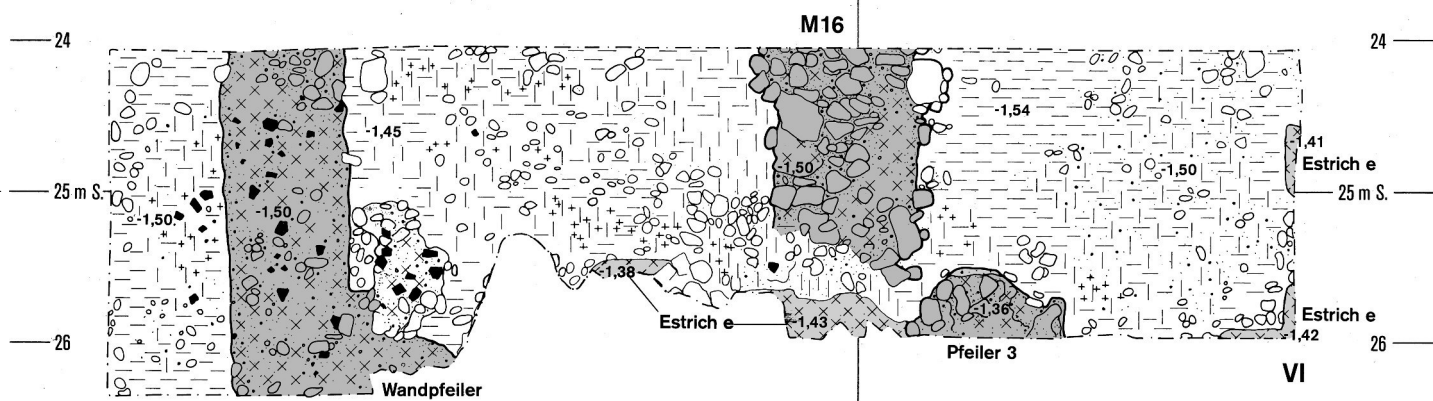 M16
24
24
-1,45
-1,54
-1,41
-1,50
-1,50
Estrich e
25 m S.
25 m S.
-1,50
-1,50
-1,38
Estrich e
-1,36
Estrich e
-1,43
-1,42
26
26
Pfeiler 3
VI
Wandpfeiler